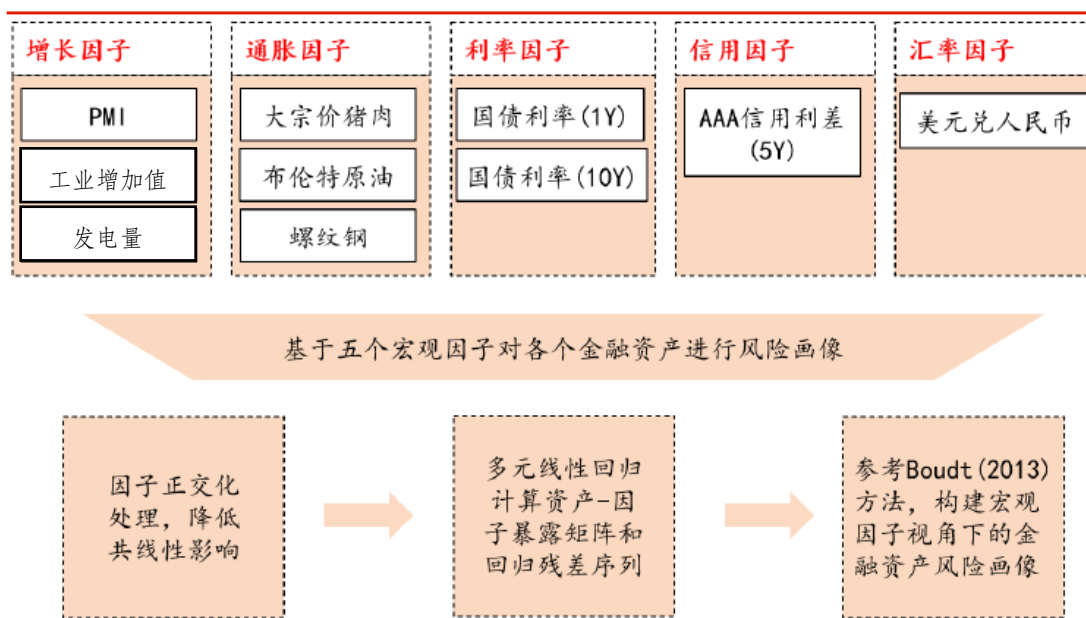 增长因子
PMI
工业增加值
发电量
通胀因子
大宗价猪肉
布伦特原油
螺纹钢
利率因子
国债利率(1Y)
国债利率(10Y)
信用因子
AAA信用利差
(5Y)
汇率因子
美元兑人民币
基于五个宏观因子对各个金融资产进行风险画像
因子正交化
处理，降低
共线性影响
多元线性回归
计算资产-因
子暴露矩阵和
回归残差序列
参考Boudt(2013)
方法，构建宏观
因子视角下的金
融资产风险画像